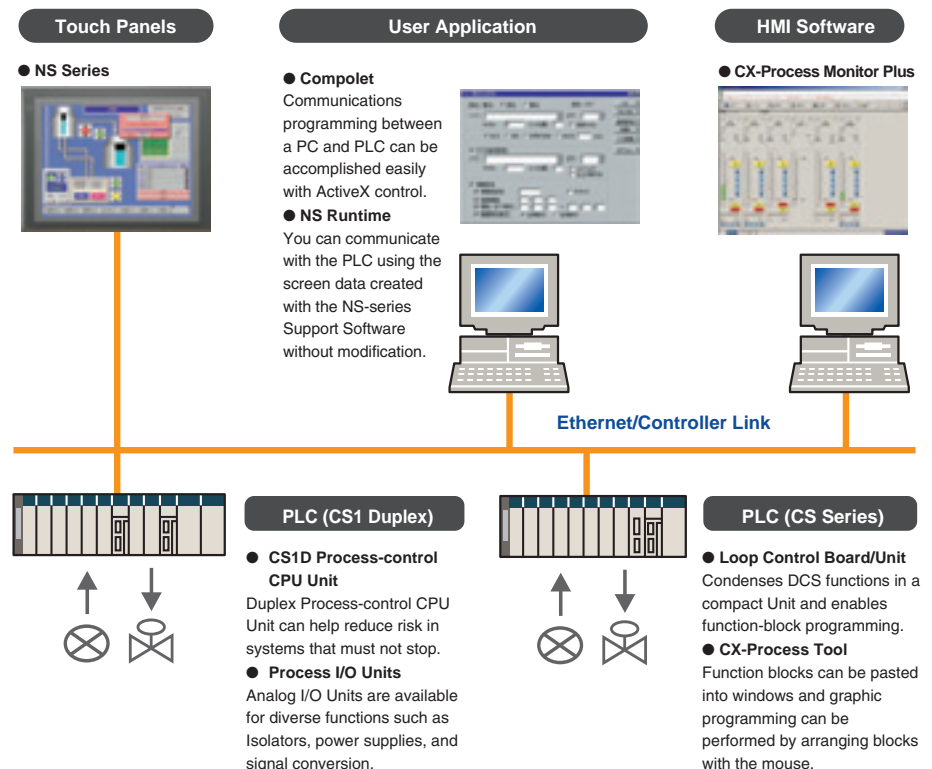 Touch Panels
User Application
HMI Software
● NS Series
● Compolet
Communications
programming between
a PC and PLC can be
accomplished easily
with ActiveX control.
● NS Runtime
You can communicate
with the PLC using the
screen data created
with the NS-series
Support Software
without modification.
● CX-Process Monitor Plus
Ethernet/Controller Link
PLC (CS1 Duplex)
● CS1D Process-control
CPU Unit
Duplex Process-control CPU
Unit can help reduce risk in
systems that must not stop.
● Process I/O Units
Analog I/O Units are available
for diverse functions such as
Isolators, power supplies, and
signal conversion.
PLC (CS Series)
● Loop Control Board/Unit
Condenses DCS functions in a
compact Unit and enables
function-block programming.
● CX-Process Tool
Function blocks can be pasted
into windows and graphic
programming can be
performed by arranging blocks
with the mouse.